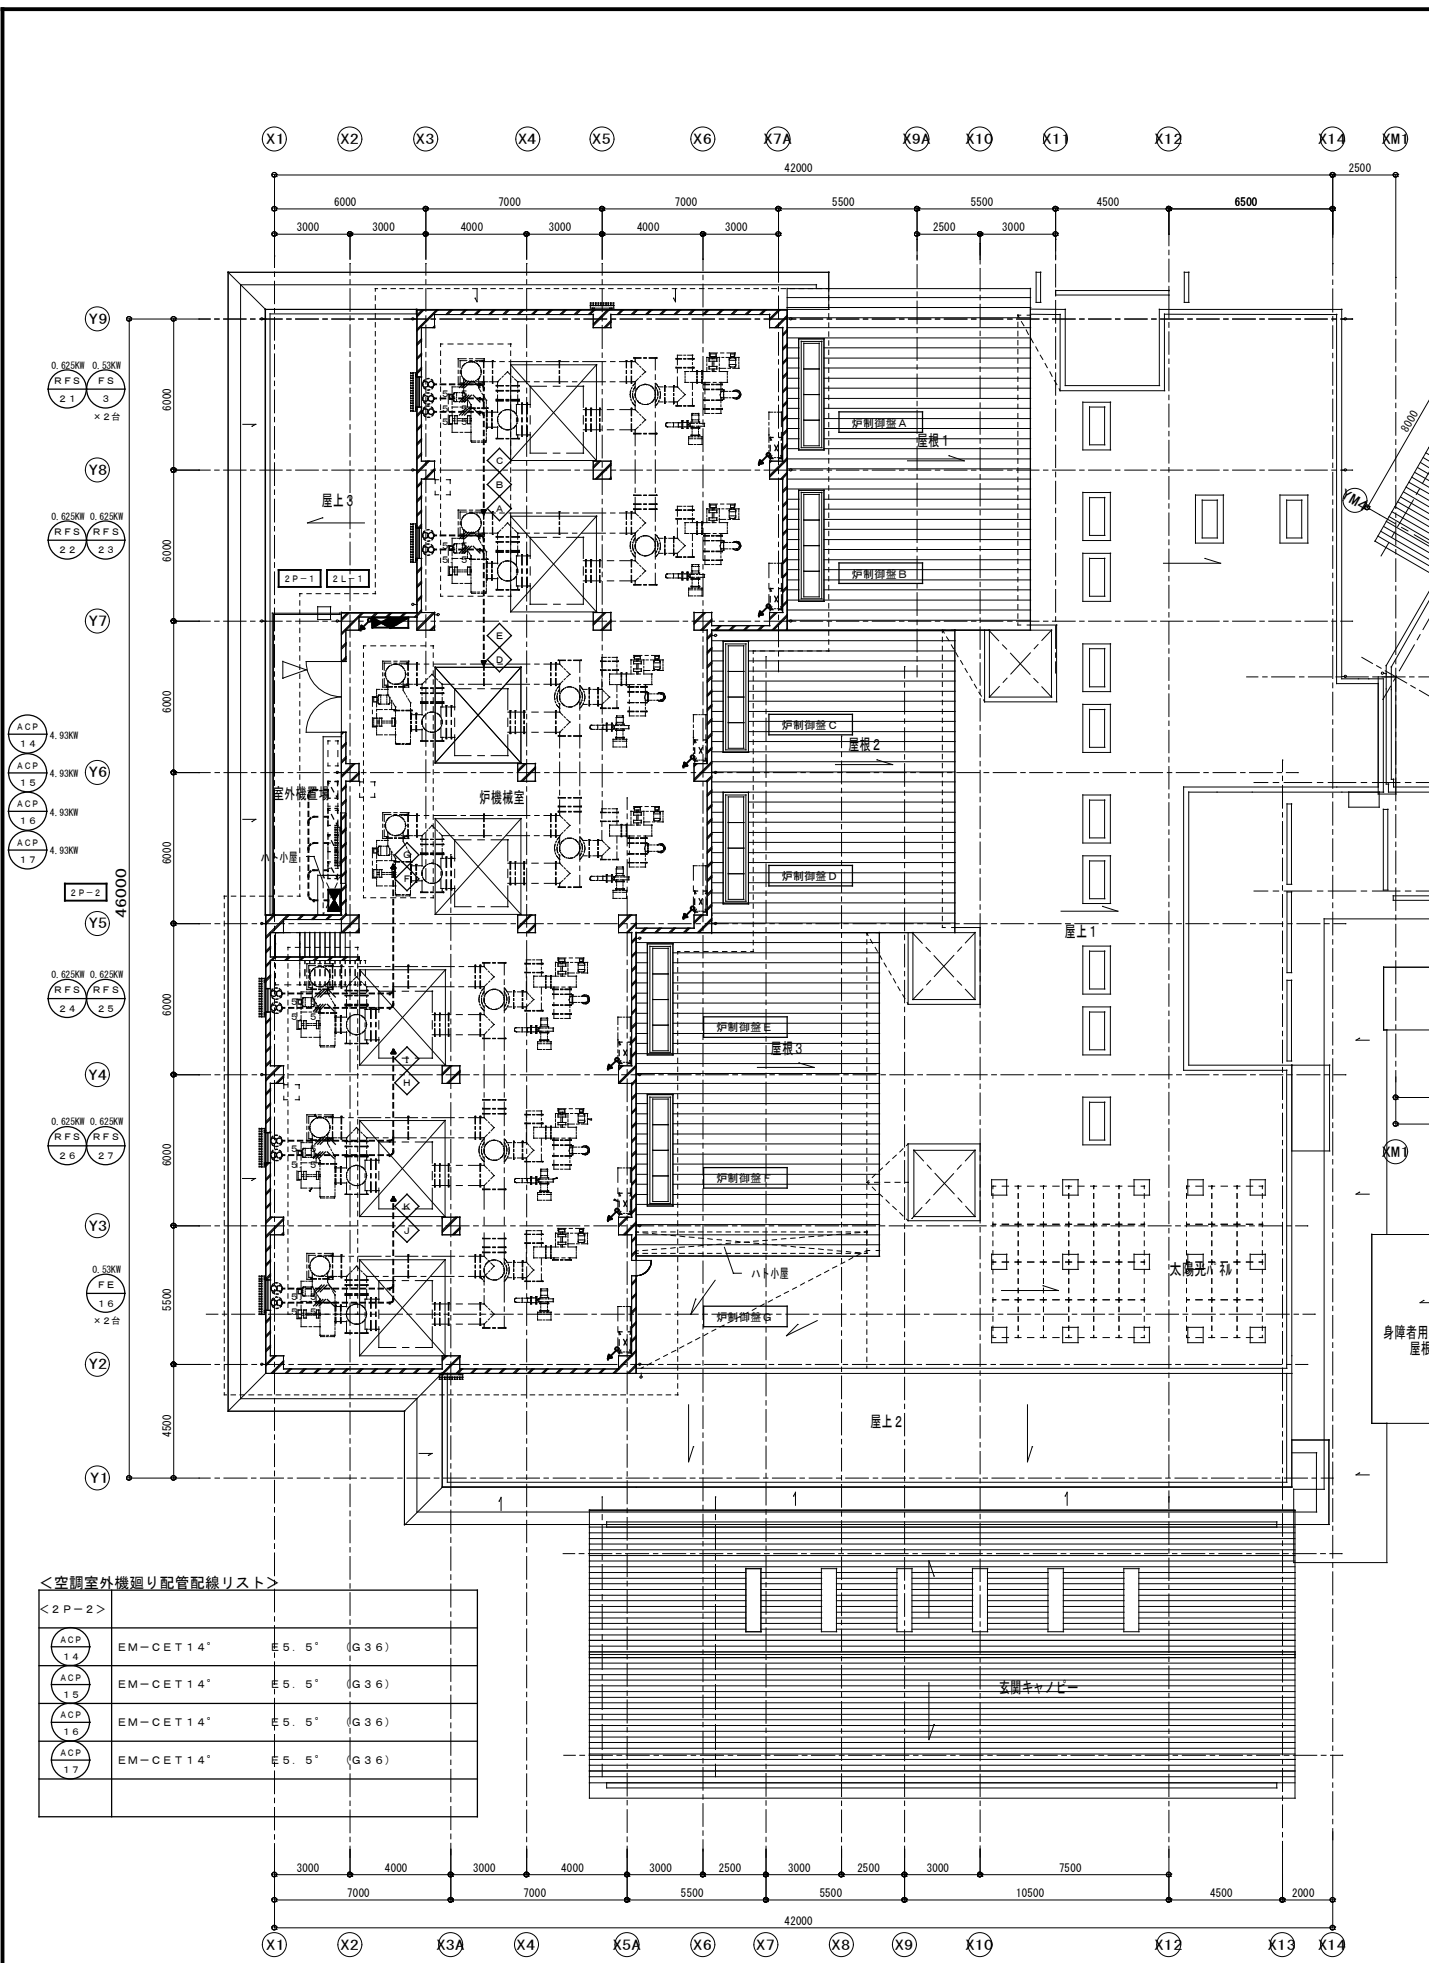 X1 X2 X3 X4 X5 X6 X7A X9A X10 X11 X12 X14 XM1
42000 2500
6000 7000 7000 5500 5500 4500 6500
3000 3000 4000 3000 4000 3000 2500 3000
Y9
0.625KW 0.53KW
RFS FS
21 3
×2台
6000
炉制御盤A
屋根1
8000
Y8
C
B
A
屋上3
YM4
0.625KW 0.625KW
RFS RFS
22 23
6000
2P-1 2L-1
炉制御盤B
Y7
E
D
6000
ACP
14
4.93KW
炉制御盤C
屋根2
ACP
15
4.93KW
Y6
室外機置場
炉機械室
ACP
16
4.93KW
ACP
17
4.93KW
6000
ハト小屋
G
F
炉制御盤D
2P-2
46000
Y5
屋上1
0.625KW 0.625KW
RFS RFS
24 25
6000
炉制御盤E
屋根3
I
H
Y4
0.625KW 0.625KW
RFS RFS
26 27
6000
XM1
炉制御盤F
K
J
Y3
0.53KW
FE
16
×2台
ハト小屋
太陽光パネル
5500
炉制御盤G
身障者用
屋根
Y2
4500
屋上2
Y1
<空調室外機廻り配管配線リスト>
<2P-2>
ACP
14
EM-CET14° E5.5° (G36)
ACP
15
EM-CET14° E5.5° (G36)
ACP
16
EM-CET14° E5.5° (G36)
ACP
17
EM-CET14° E5.5° (G36)
玄関キャノピー
3000 4000 3000 4000 3000 2500 3000 2500 3000 7500
7000 7000 5500 5500 10500 4500 2000
42000
X1 X2 X3A X4 X5A X6 X7 X8 X9 X10 X12 X13 X14